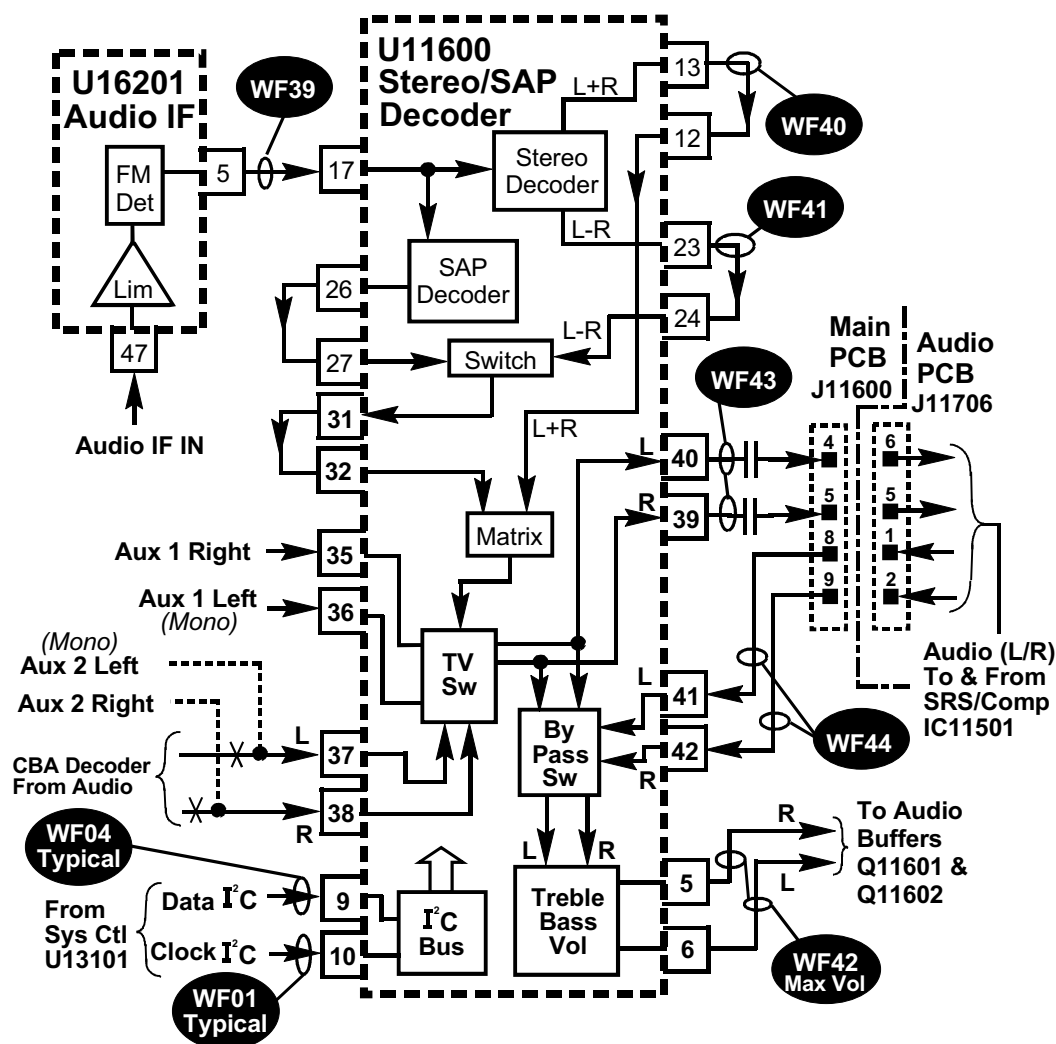 U16201
Audio IF
WF39
U11600
Stereo/SAP
Decoder
L+R
13
WF40
12
FM
Det
5
17
Stereo
Decoder
WF41
L-R
23
Lim
26
SAP
Decoder
24
47
27
Switch
L-R
Main
PCB
J11600
Audio
PCB
J11706
WF43
Audio IF IN
31
L+R
L
40
4
6
32
R
39
5
5
Matrix
Aux 1 Right
35
8
1
9
2
Aux 1 Left
(Mono)
36
(Mono)
Aux 2 Left
TV
Sw
Audio (L/R)
To & From
SRS/Comp
IC11501
Aux 2 Right
L
41
By
Pass
Sw
WF44
L
37
R
42
CBA Decoder
From Audio
R
38
WF04
Typical
L
R
R
To Audio
Buffers
Q11601 &
Q11602
L
From
Sys Ctl
U13101
Data I²C
9
I²C
Bus
Treble
Bass
Vol
5
Clock I²C
10
6
WF01
Typical
WF42
Max Vol